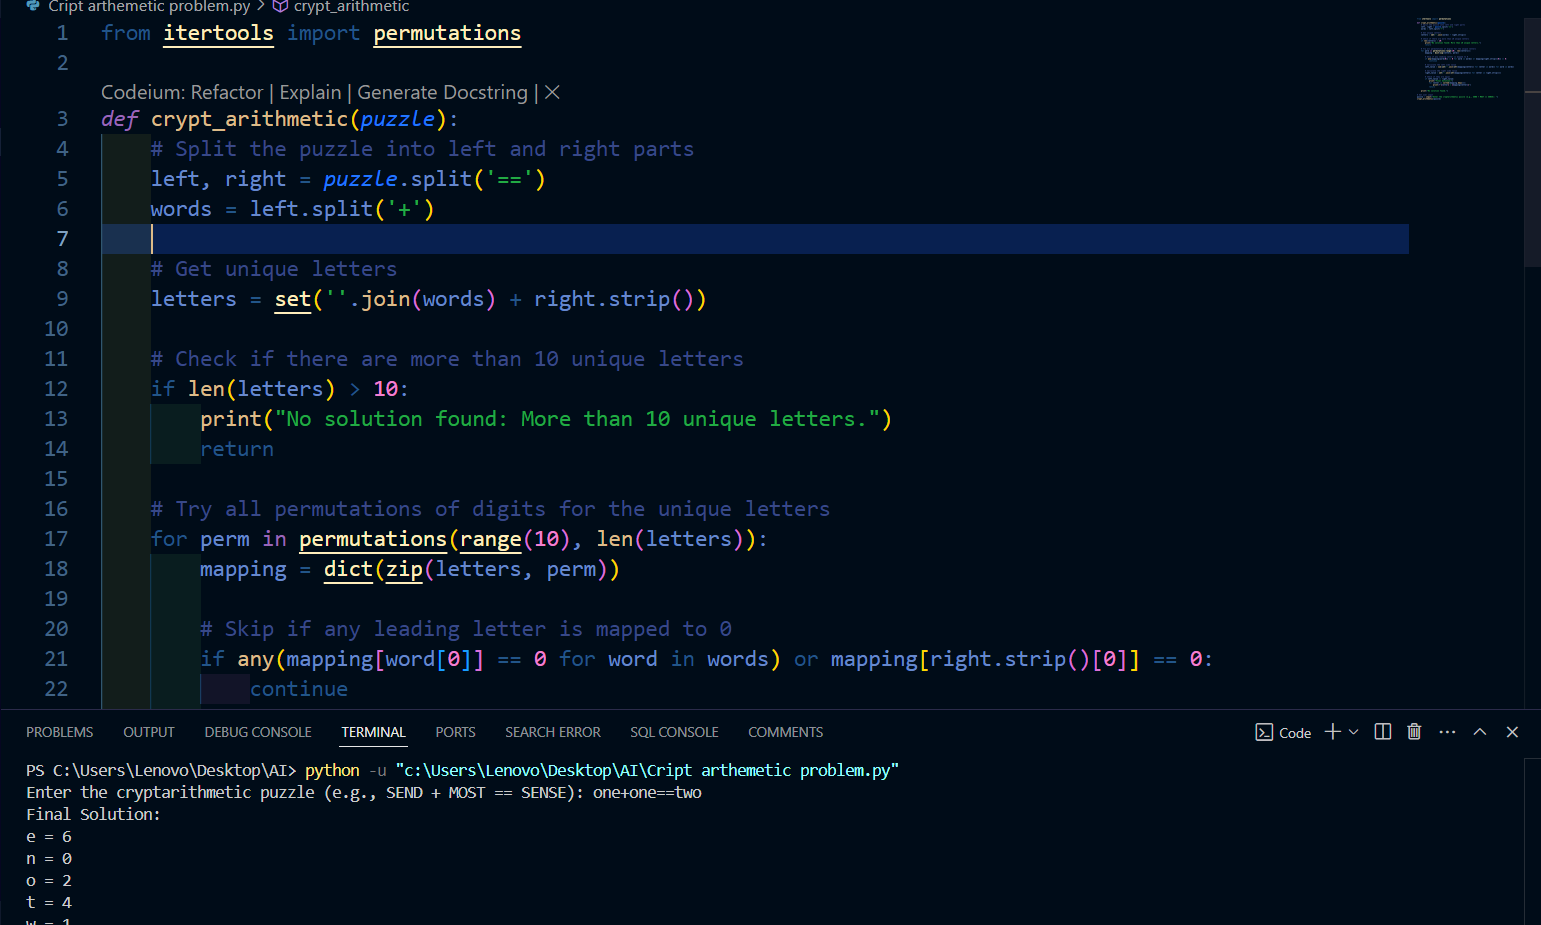 Cript arthemetic problem.py > crypt_arithmetic
1 from itertools import permutations
2
Codeium: Refactor | Explain | Generate Docstring | ×
3 def crypt_arithmetic(puzzle):
4 # Split the puzzle into left and right parts
5 left, right = puzzle.split('==')
6 words = left.split('+')
7
8 # Get unique letters
9 letters = set(''.join(words) + right.strip())
10
11 # Check if there are more than 10 unique letters
12 if len(letters) > 10:
13 print("No solution found: More than 10 unique letters.")
14 return
15
16 # Try all permutations of digits for the unique letters
17 for perm in permutations(range(10), len(letters)):
18 mapping = dict(zip(letters, perm))
19
20 # Skip if any leading letter is mapped to 0
21 if any(mapping[word[0]] == 0 for word in words) or mapping[right.strip()[0]] == 0:
22 continue
PROBLEMS OUTPUT DEBUG CONSOLE TERMINAL PORTS SEARCH ERROR SQL CONSOLE COMMENTS Code
PS C:\Users\Lenovo\Desktop\AI> python -u "c:\Users\Lenovo\Desktop\AI\Cript arthemetic problem.py"
Enter the cryptarithmetic puzzle (e.g., SEND + MOST == SENSE): one+one==two
Final Solution:
e = 6
n = 0
o = 2
t = 4
w = 1